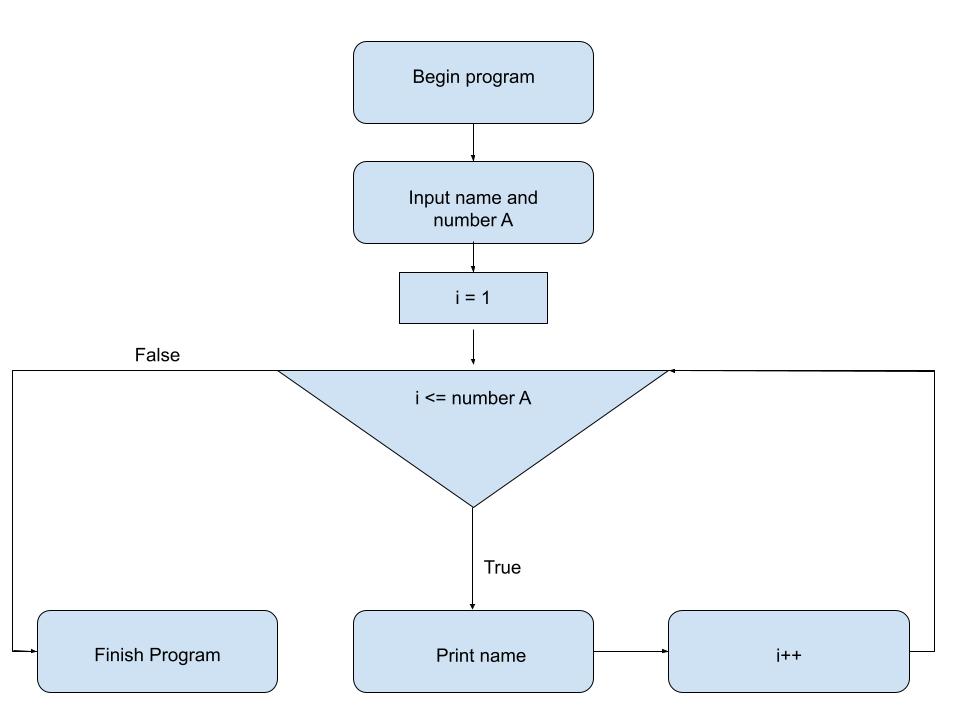 Begin program
Input name and
number A
i = 1
False
i <= number A
True
Finish Program
Print name
i++